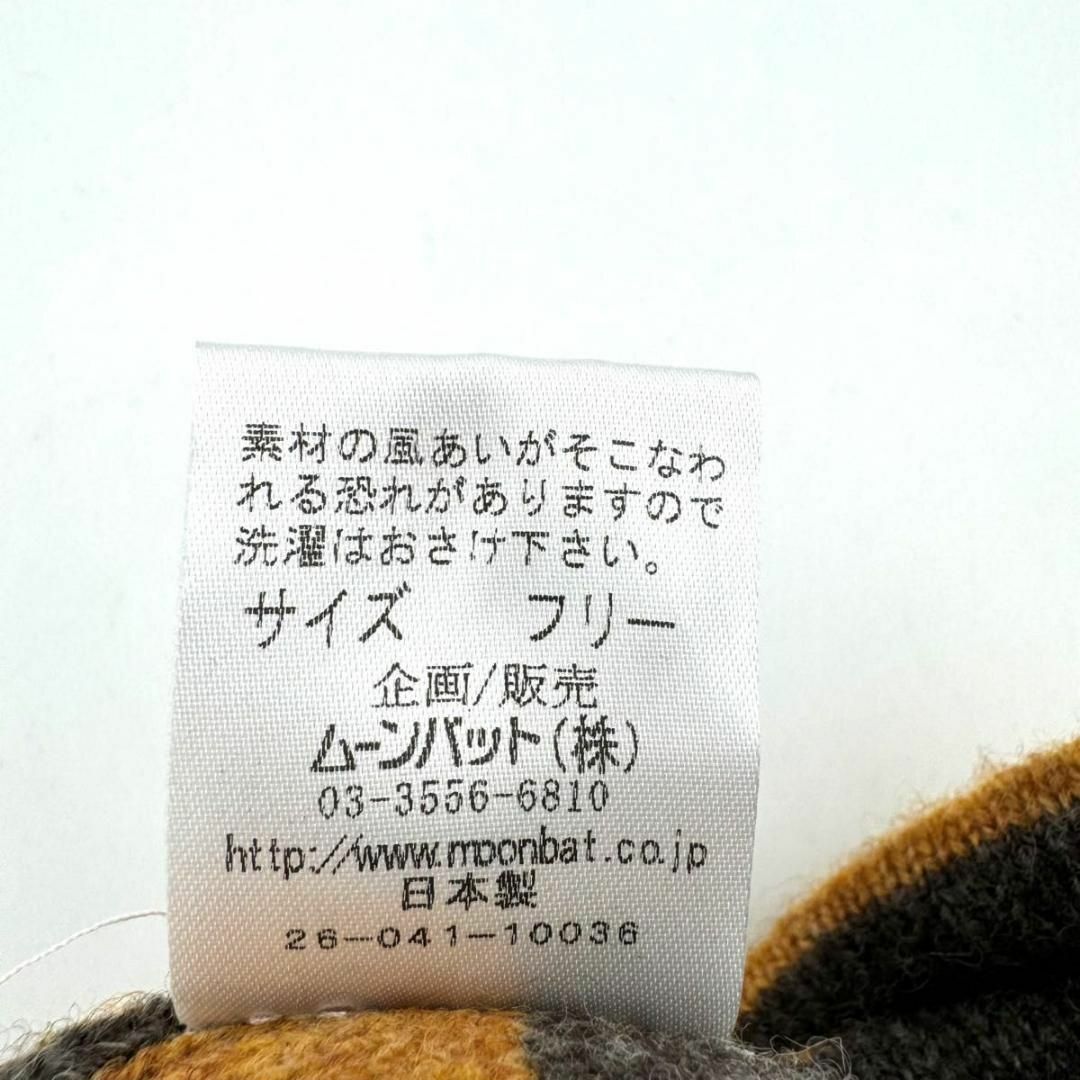 素材の風あいがそこなわ
れる恐れがありますので
洗濯はおさけ下さい。
サイズ フリー
企画/販売
ムーンバット(株)
03-3556-6810
http://www.moonbat.co.jp
日本製
26-041-10036